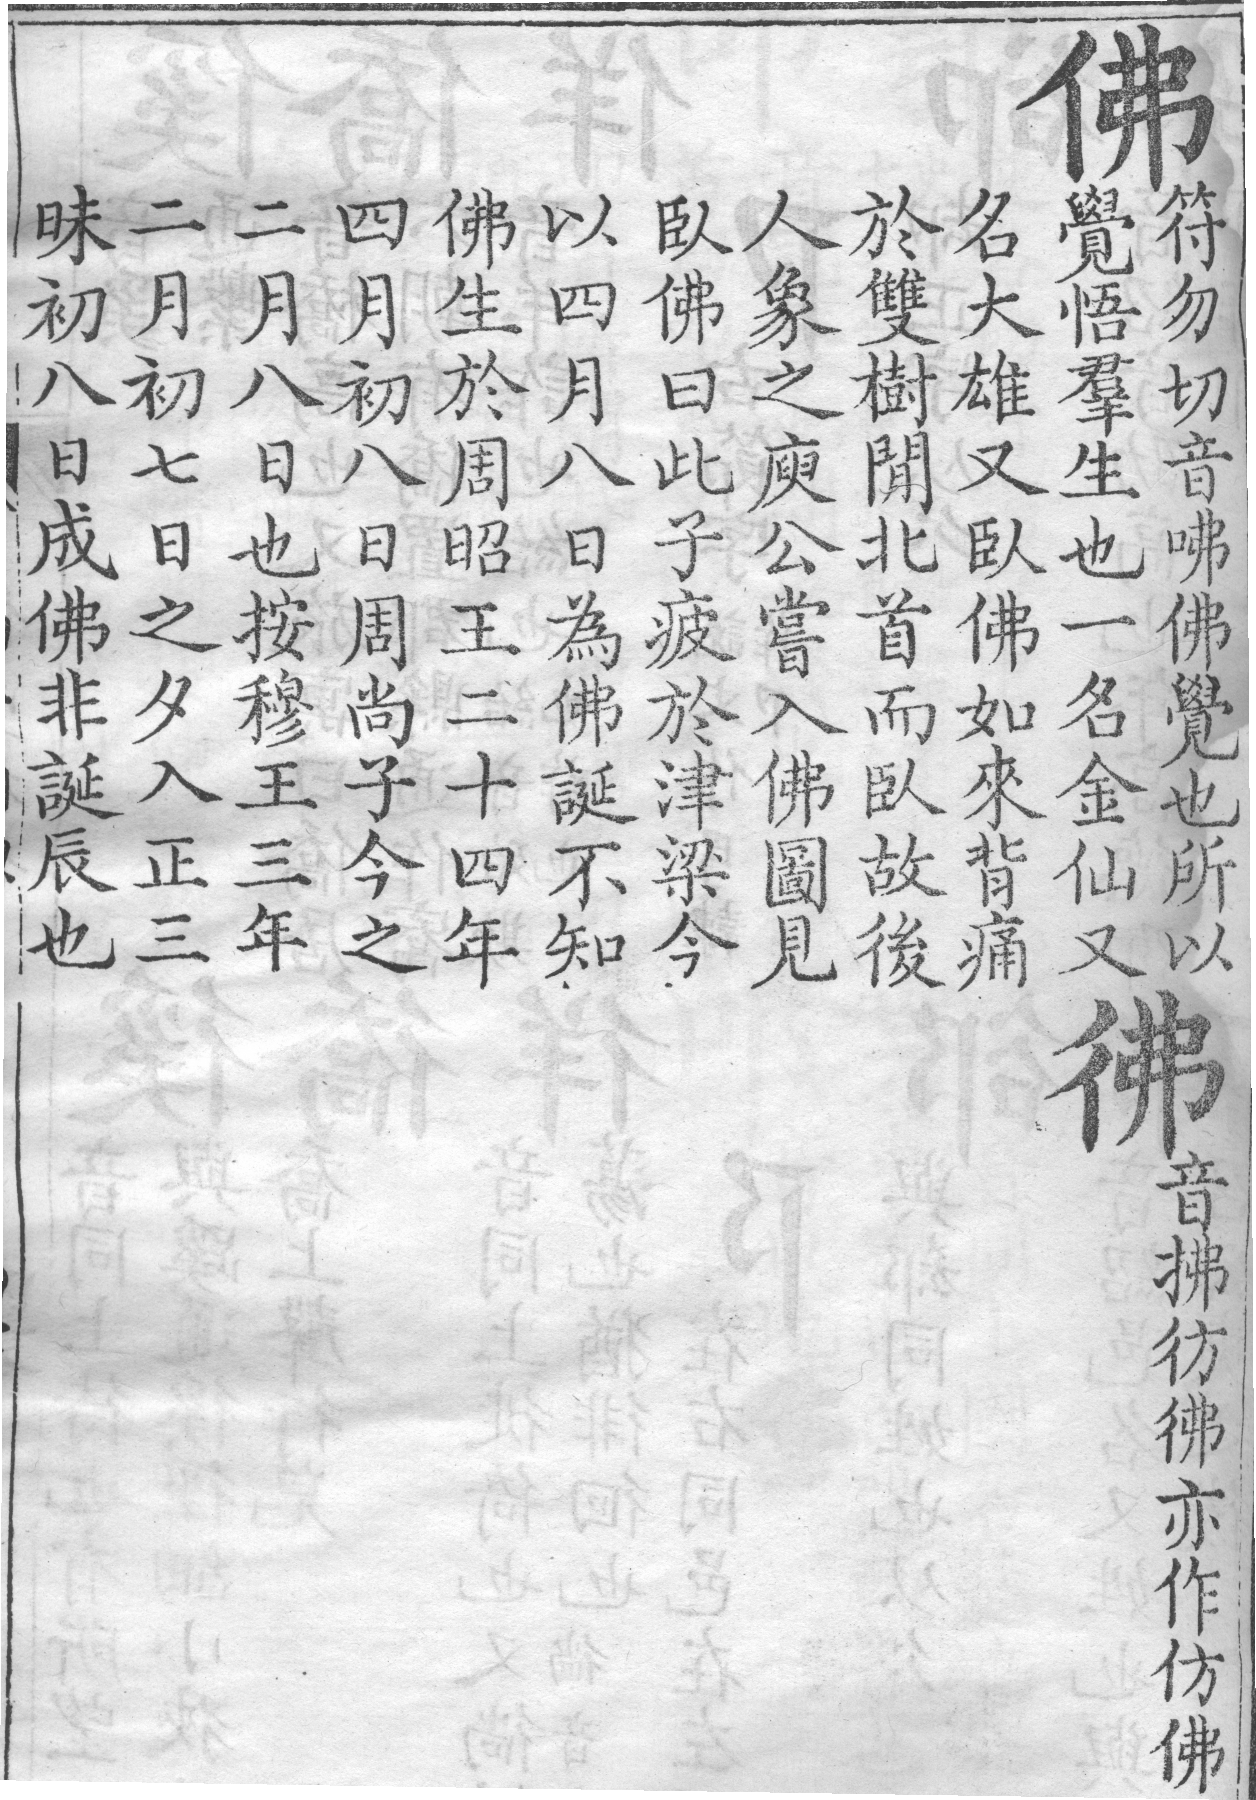 佛
符勿切音咈佛覺也所以
覺悟羣生也一名金仙又
名大雄又臥佛如來背痛
於雙樹閒北首而臥故後
人象之庾公嘗入佛圖見
臥佛曰此子疲於津梁今
以四月八日為佛誕不知
佛生於周昭王二十四年
四月初八日周尚子今之
二月八日也按穆王三年
二月初七日之夕入正三
昧初八日成佛非誕辰也
彿
音拂彷彿亦作仿佛